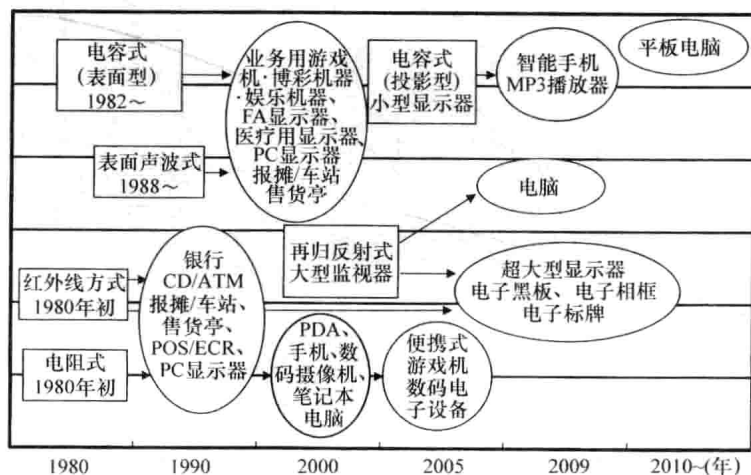 电容式
(表面型)
1982～
业务用游戏
机·博彩机器
·娱乐机器、
FA显示器、
医疗用显示器、
PC显示器
报摊/车站
售货亭
电容式
(投影型)
小型显示器
智能手机
MP3播放器
平板电脑
表面声波式
1988～
电脑
再归反射式
大型监视器
超大型显示器
电子黑板、电子相框
电子标牌
红外线方式
1980年初
银行
CD/ATM
报摊/车站、
售货亭、
POS/ECR、
PC显示器
电阻式
1980年初
PDA、
手机、数
码摄像机、
笔记本
电脑
便携式
游戏机
数码电
子设备
1980
1990
2000
2005
2009
2010~(年)